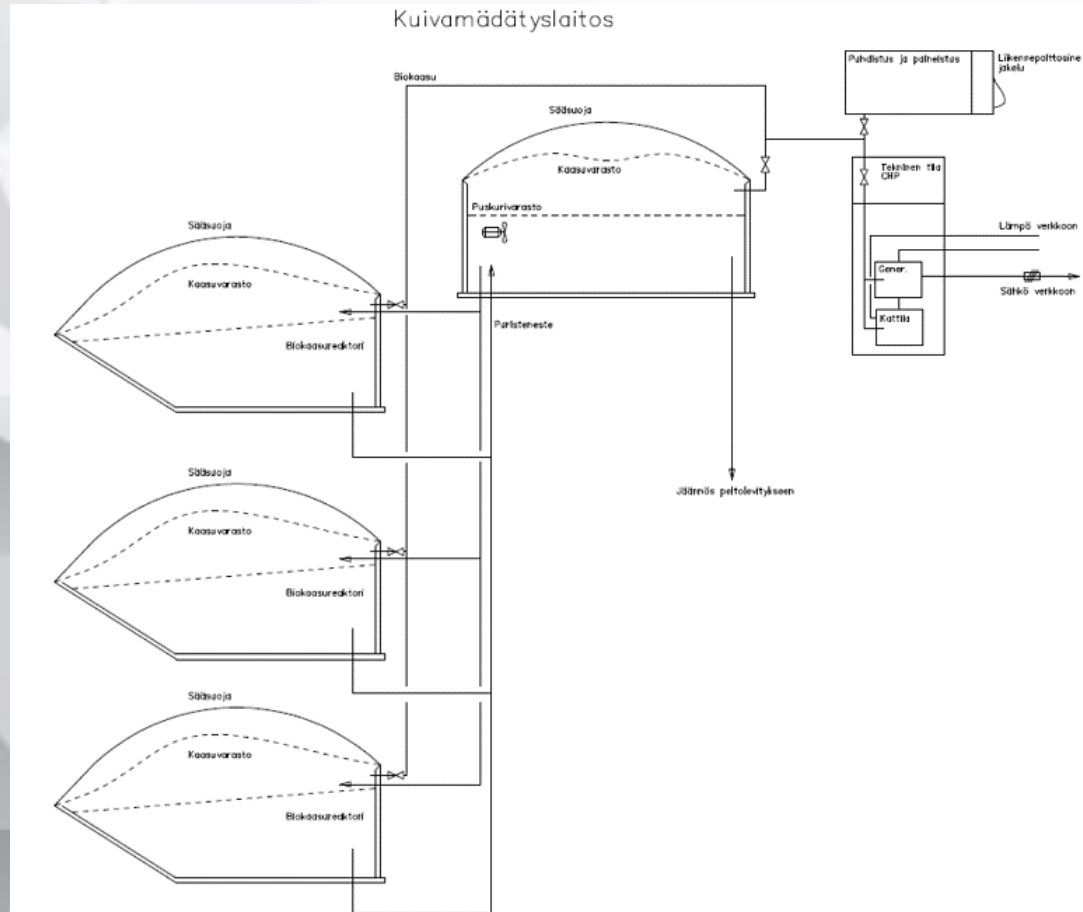 Kuivamädätyslaitos
Biokaasu
Puhdistus ja paineistus
Liikennepolttoaine
jakelu
Sääsuoja
Kaasuvarasto
Puskurivarasto
Tekninen tila
CHP
Lämpö verkkoon
Gener.
Sähkö verkkoon
Kattila
Sääsuoja
Kaasuvarasto
Biokaasureaktori
Puristeneste
Jäännös peltolevitykseen
Sääsuoja
Kaasuvarasto
Biokaasureaktori
Sääsuoja
Kaasuvarasto
Biokaasureaktori